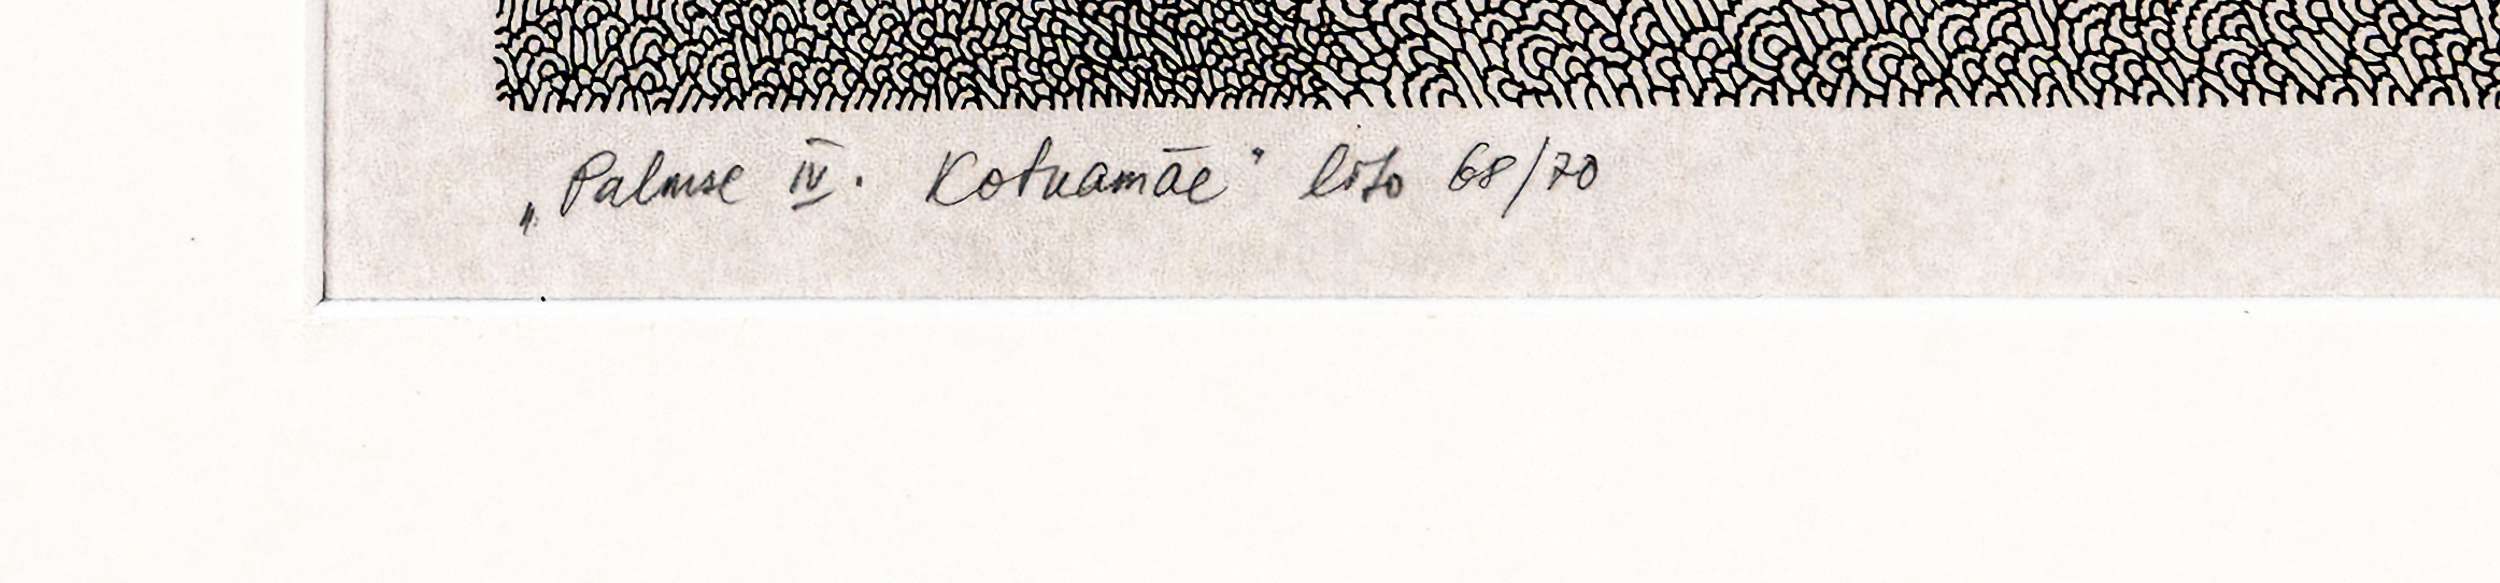 „Palmse IV. Kotkamäe” lito 68/70